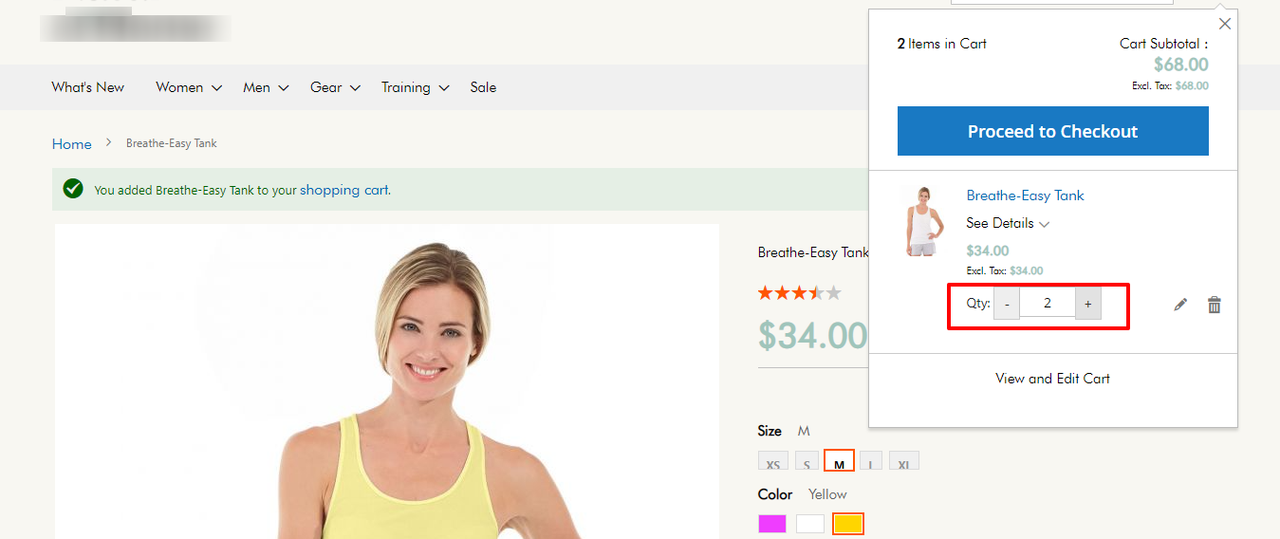 What's New
Women
Men
Gear
Training
Sale
Home
Breathe-Easy Tank
You added Breathe-Easy Tank to your shopping cart.
Breathe-Easy Tank
$34.00
Size M
XS
S
M
L
XL
Color Yellow
2 Items in Cart
Cart Subtotal :
$68.00
Excl. Tax: $68.00
Proceed to Checkout
Breathe-Easy Tank
See Details
$34.00
Excl. Tax: $34.00
Qty: - 2 +
View and Edit Cart